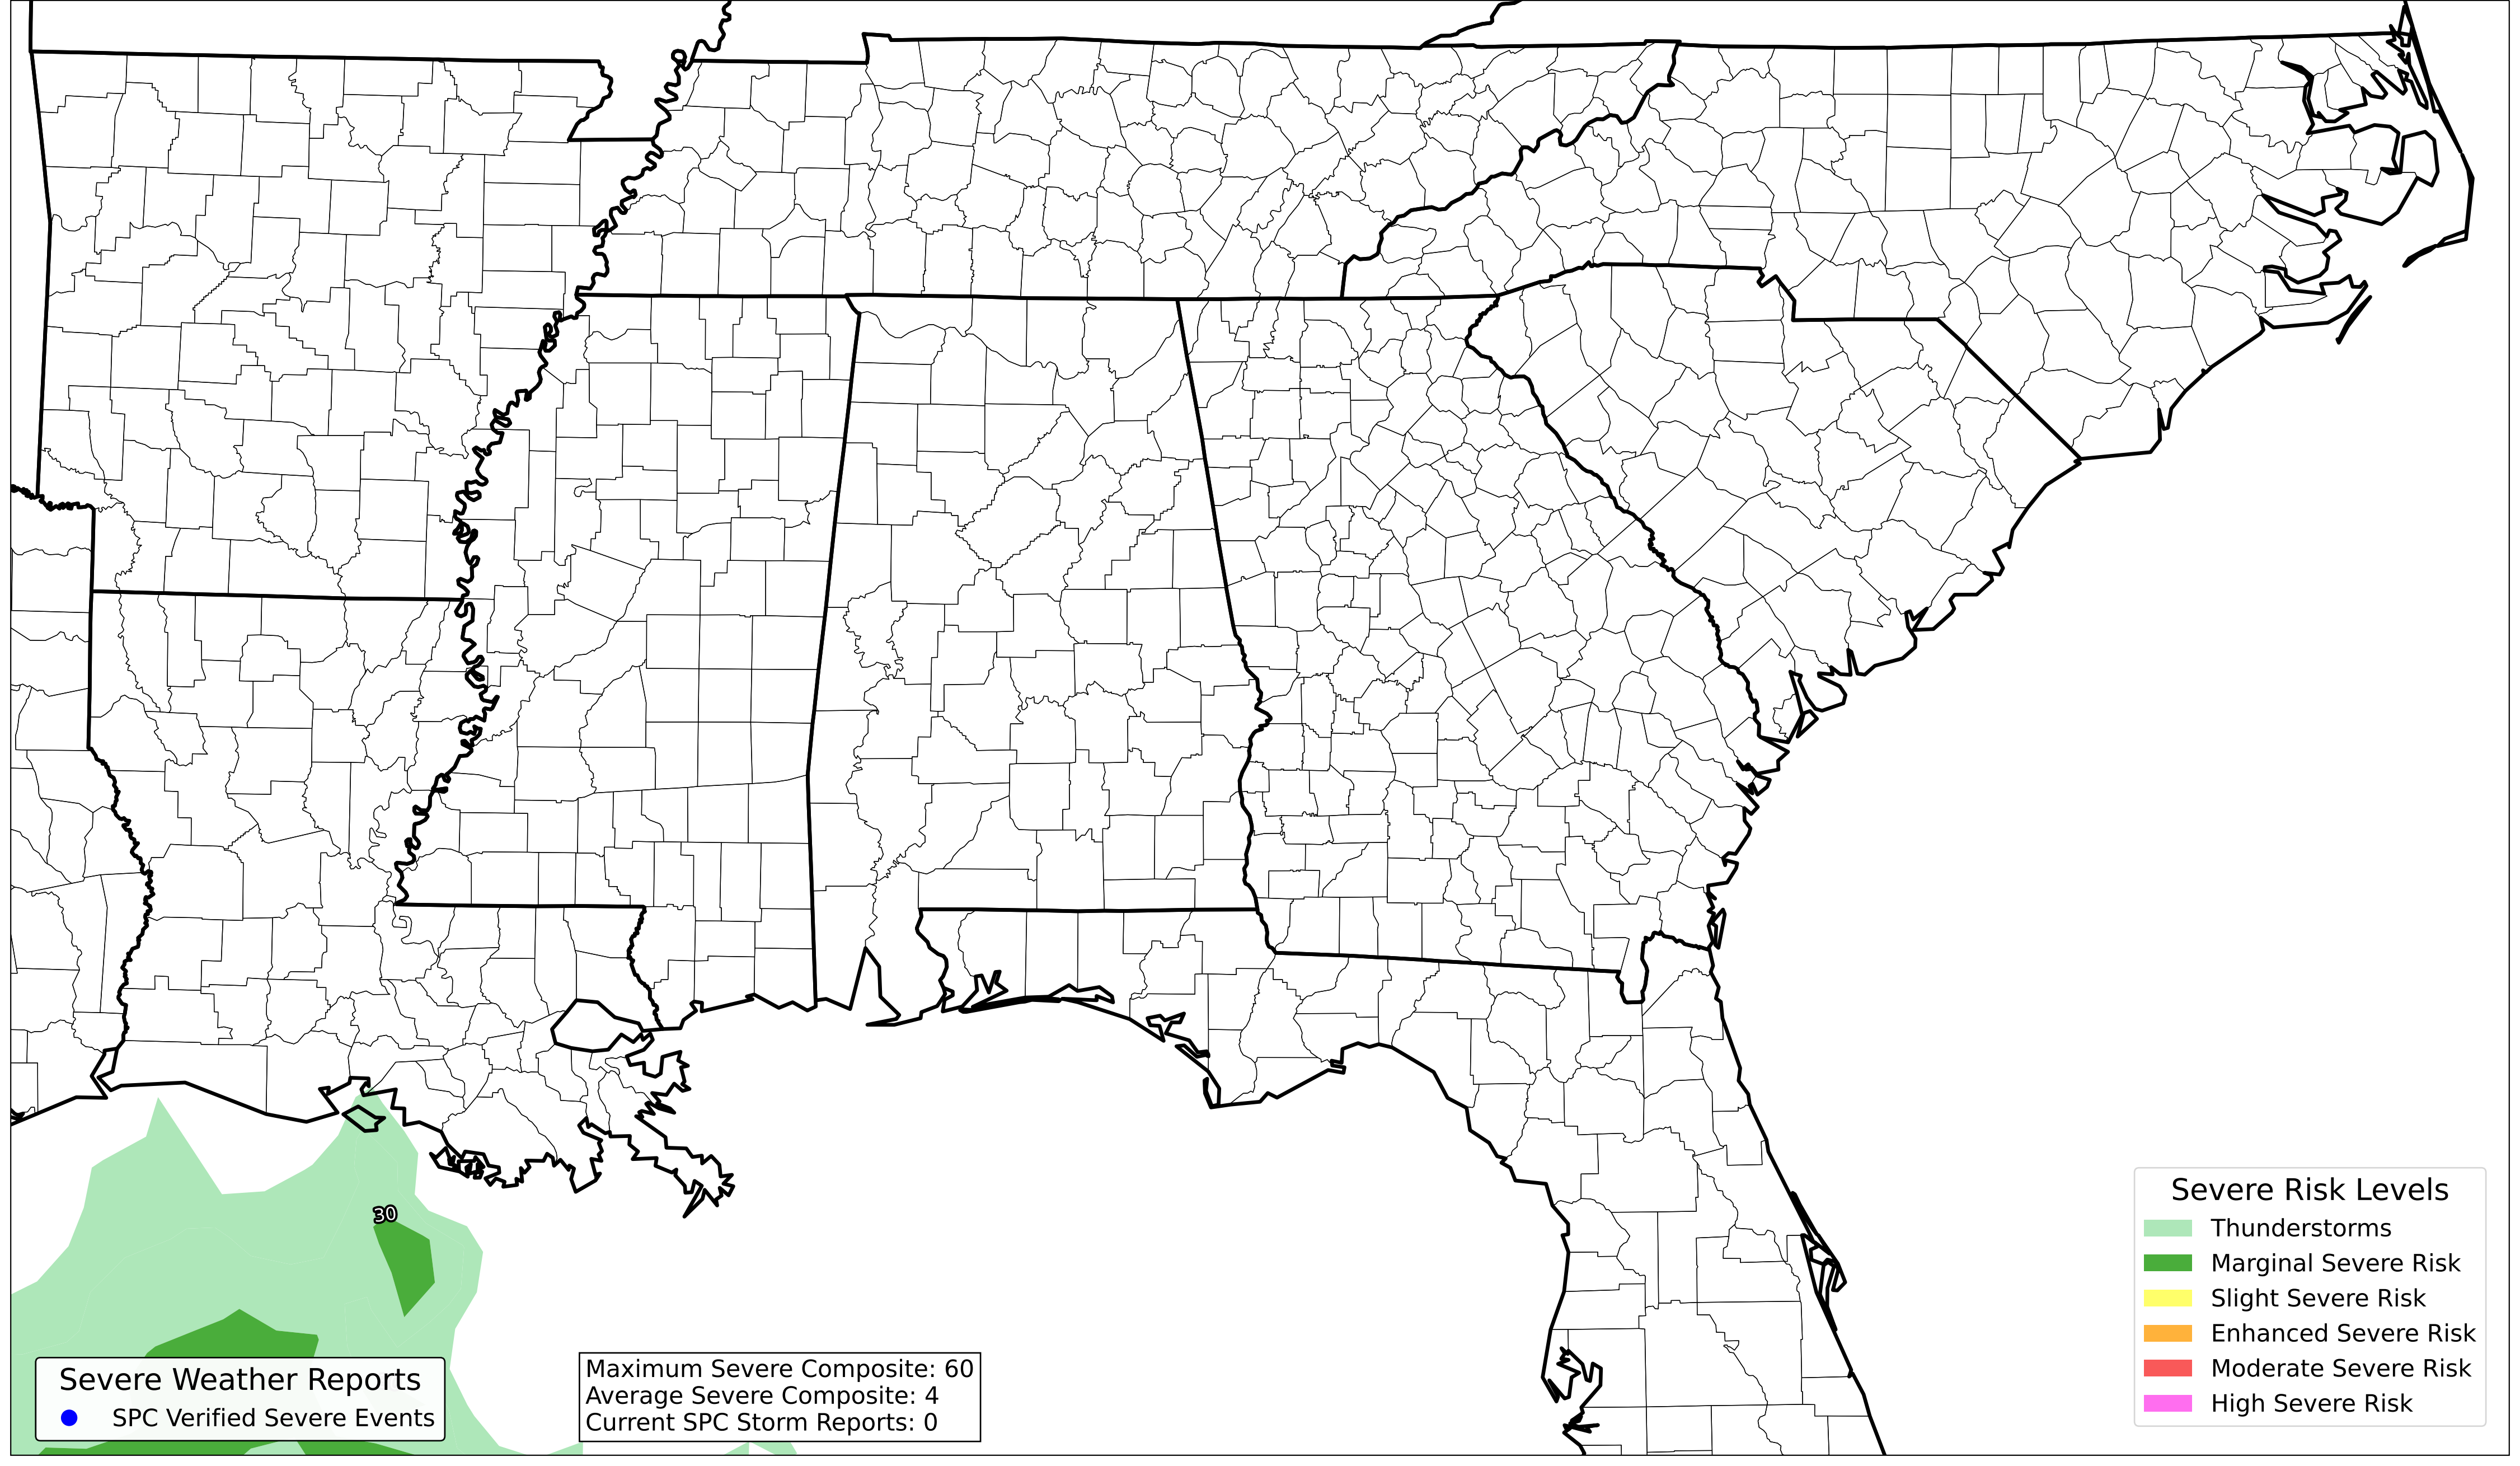 30
Severe Weather Reports
SPC Verified Severe Events
Maximum Severe Composite: 60
Average Severe Composite: 4
Current SPC Storm Reports: 0
Severe Risk Levels
Thunderstorms
Marginal Severe Risk
Slight Severe Risk
Enhanced Severe Risk
Moderate Severe Risk
High Severe Risk